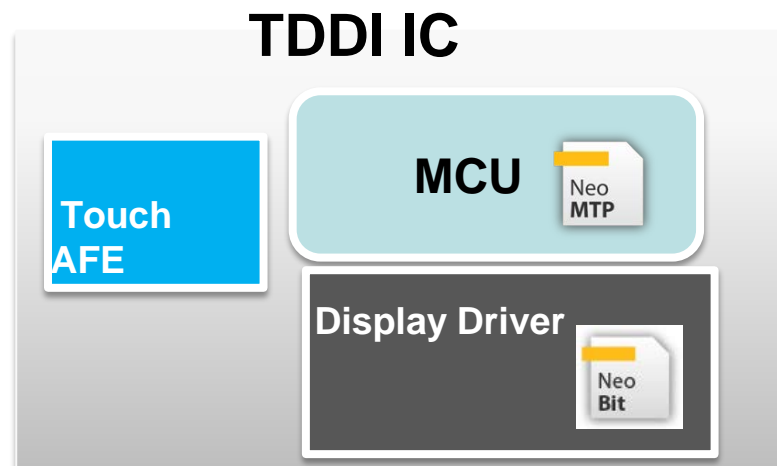 TDDI IC
MCU
Neo
MTP
Touch
AFE
Display Driver
Neo
Bit